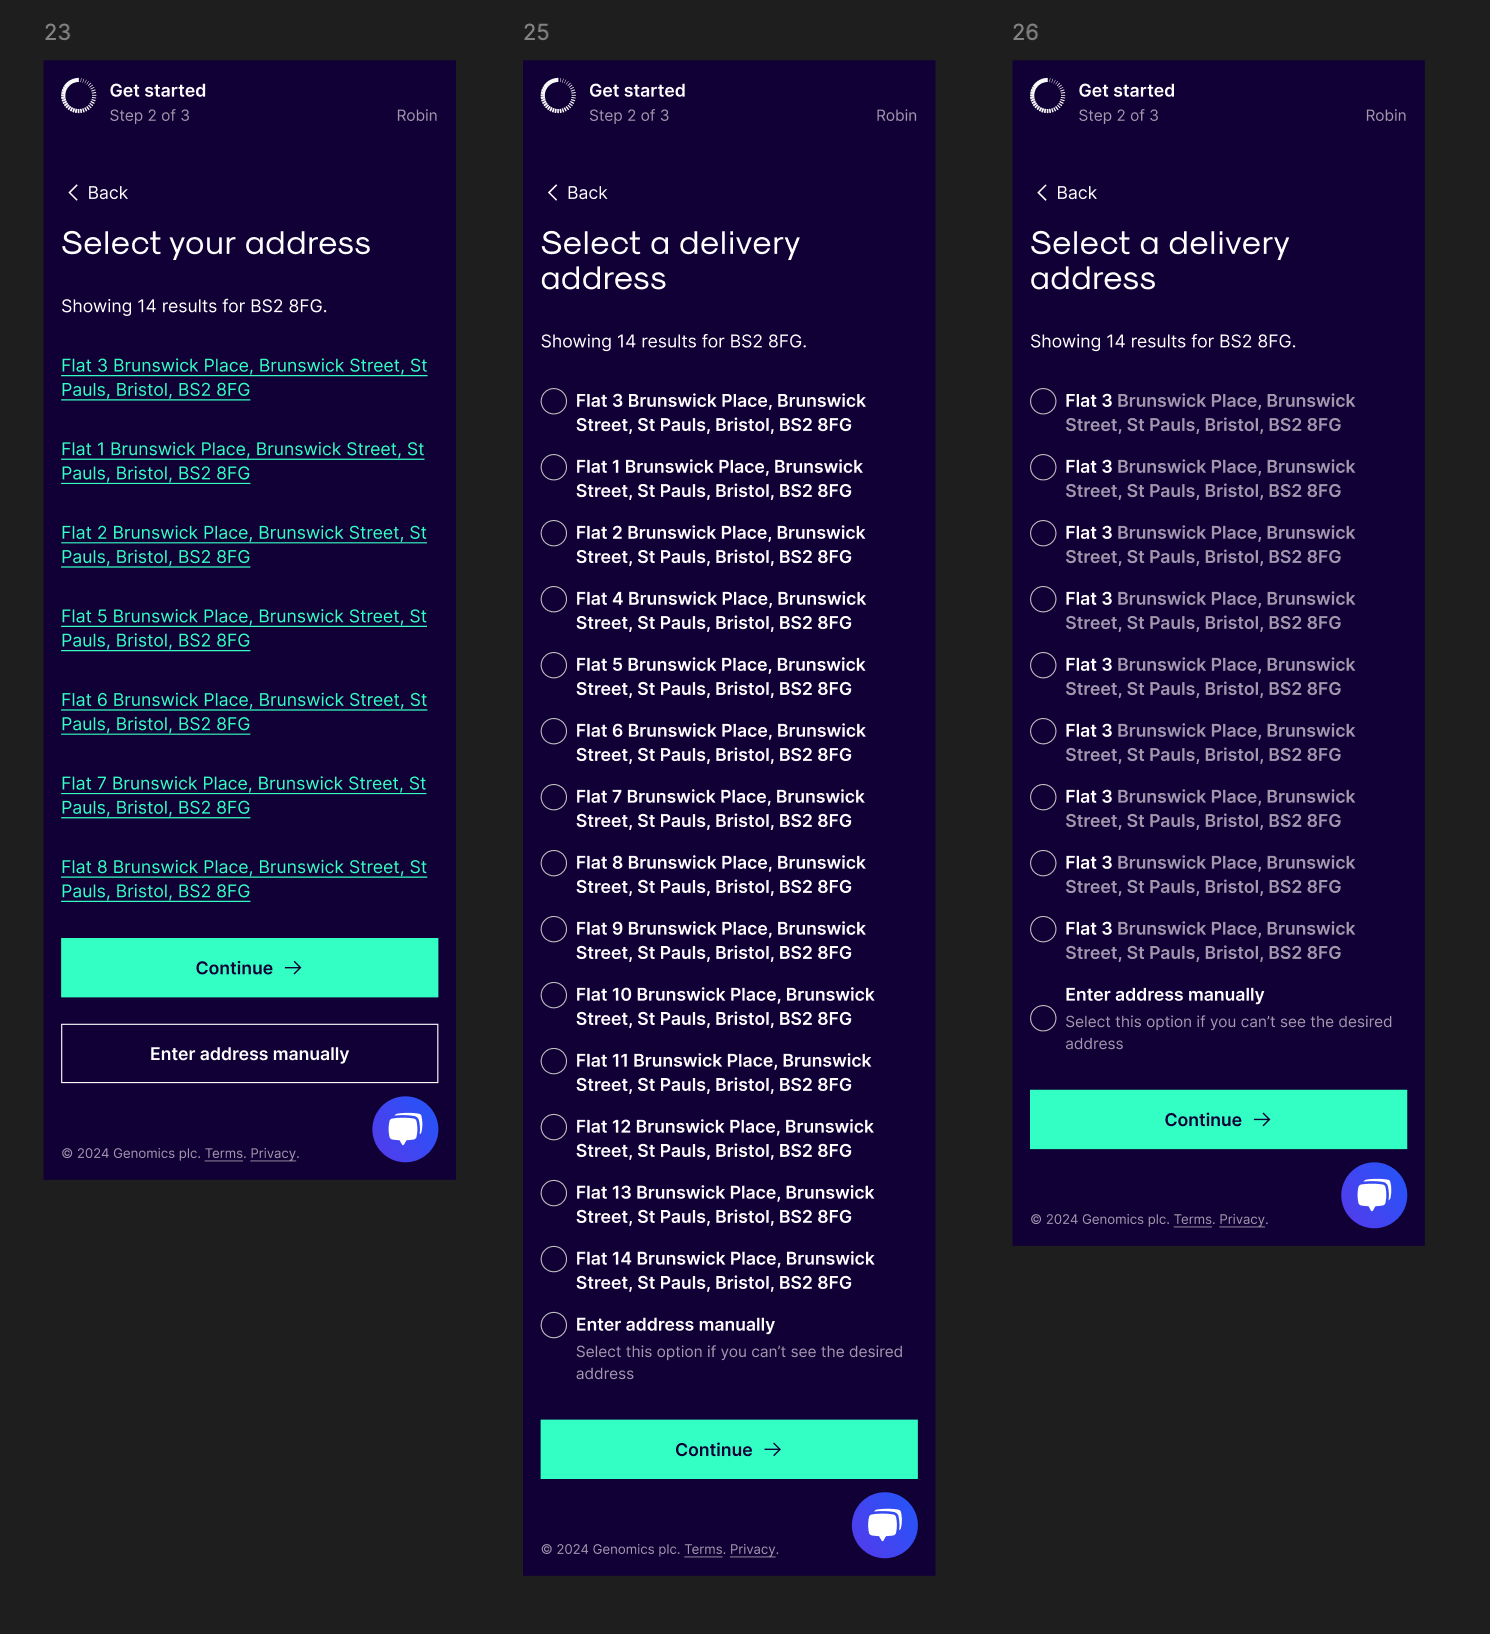 23
Get started
Step 2 of 3
Robin
Back
Select your address
Showing 14 results for BS2 8FG.
Flat 3 Brunswick Place, Brunswick Street, St
Pauls, Bristol, BS2 8FG
Flat 1 Brunswick Place, Brunswick Street, St
Pauls, Bristol, BS2 8FG
Flat 2 Brunswick Place, Brunswick Street, St
Pauls, Bristol, BS2 8FG
Flat 5 Brunswick Place, Brunswick Street, St
Pauls, Bristol, BS2 8FG
Flat 6 Brunswick Place, Brunswick Street, St
Pauls, Bristol, BS2 8FG
Flat 7 Brunswick Place, Brunswick Street, St
Pauls, Bristol, BS2 8FG
Flat 8 Brunswick Place, Brunswick Street, St
Pauls, Bristol, BS2 8FG
Continue
Enter address manually
© 2024 Genomics plc. Terms. Privacy.
25
Get started
Step 2 of 3
Robin
Back
Select a delivery
address
Showing 14 results for BS2 8FG.
Flat 3 Brunswick Place, Brunswick
Street, St Pauls, Bristol, BS2 8FG
Flat 1 Brunswick Place, Brunswick
Street, St Pauls, Bristol, BS2 8FG
Flat 2 Brunswick Place, Brunswick
Street, St Pauls, Bristol, BS2 8FG
Flat 4 Brunswick Place, Brunswick
Street, St Pauls, Bristol, BS2 8FG
Flat 5 Brunswick Place, Brunswick
Street, St Pauls, Bristol, BS2 8FG
Flat 6 Brunswick Place, Brunswick
Street, St Pauls, Bristol, BS2 8FG
Flat 7 Brunswick Place, Brunswick
Street, St Pauls, Bristol, BS2 8FG
Flat 8 Brunswick Place, Brunswick
Street, St Pauls, Bristol, BS2 8FG
Flat 9 Brunswick Place, Brunswick
Street, St Pauls, Bristol, BS2 8FG
Flat 10 Brunswick Place, Brunswick
Street, St Pauls, Bristol, BS2 8FG
Flat 11 Brunswick Place, Brunswick
Street, St Pauls, Bristol, BS2 8FG
Flat 12 Brunswick Place, Brunswick
Street, St Pauls, Bristol, BS2 8FG
Flat 13 Brunswick Place, Brunswick
Street, St Pauls, Bristol, BS2 8FG
Flat 14 Brunswick Place, Brunswick
Street, St Pauls, Bristol, BS2 8FG
Enter address manually
Select this option if you can’t see the desired
address
Continue
© 2024 Genomics plc. Terms. Privacy.
26
Get started
Step 2 of 3
Robin
Back
Select a delivery
address
Showing 14 results for BS2 8FG.
Flat 3 Brunswick Place, Brunswick
Street, St Pauls, Bristol, BS2 8FG
Flat 3 Brunswick Place, Brunswick
Street, St Pauls, Bristol, BS2 8FG
Flat 3 Brunswick Place, Brunswick
Street, St Pauls, Bristol, BS2 8FG
Flat 3 Brunswick Place, Brunswick
Street, St Pauls, Bristol, BS2 8FG
Flat 3 Brunswick Place, Brunswick
Street, St Pauls, Bristol, BS2 8FG
Flat 3 Brunswick Place, Brunswick
Street, St Pauls, Bristol, BS2 8FG
Flat 3 Brunswick Place, Brunswick
Street, St Pauls, Bristol, BS2 8FG
Flat 3 Brunswick Place, Brunswick
Street, St Pauls, Bristol, BS2 8FG
Flat 3 Brunswick Place, Brunswick
Street, St Pauls, Bristol, BS2 8FG
Enter address manually
Select this option if you can’t see the desired
address
Continue
© 2024 Genomics plc. Terms. Privacy.